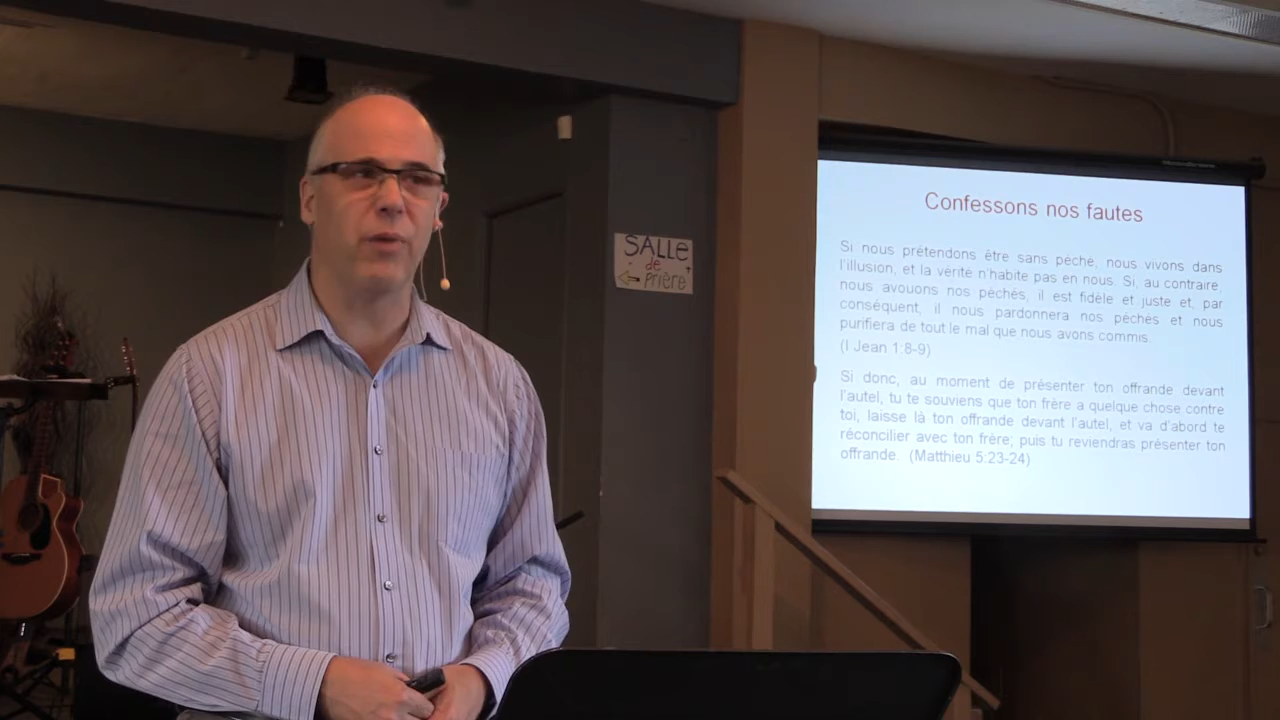 SALLE
de
Prière
Confessons nos fautes
Si nous prétendons être sans péché, nous vivons dans
l'illusion, et la vérité n'habite pas en nous. Si, au contraire,
nous avouons nos péchés, il est fidèle et juste et, par
conséquent, il nous pardonnera nos péchés et nous
purifiera de tout le mal que nous avons commis.
(I Jean 1:8-9)
Si donc, au moment de présenter ton offrande devant
l'autel, tu te souviens que ton frère a quelque chose contre
toi, laisse là ton offrande devant l'autel, et va d'abord te
réconcilier avec ton frère; puis tu reviendras présenter ton
offrande. (Matthieu 5:23-24)